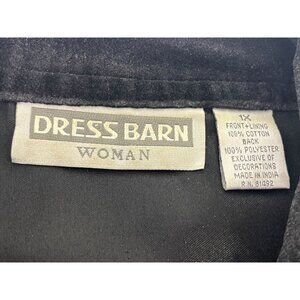 DRESS BARN
WOMAN
1X
FRONT+LINING
100% COTTON
BACK
100% POLYESTER
EXCLUSIVE OF
DECORATIONS
MADE IN INDIA
R.N. 81092